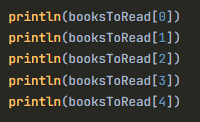 println(booksToRead[0])
println(booksToRead[1])
println(booksToRead[2])
println(booksToRead[3])
println(booksToRead[4])